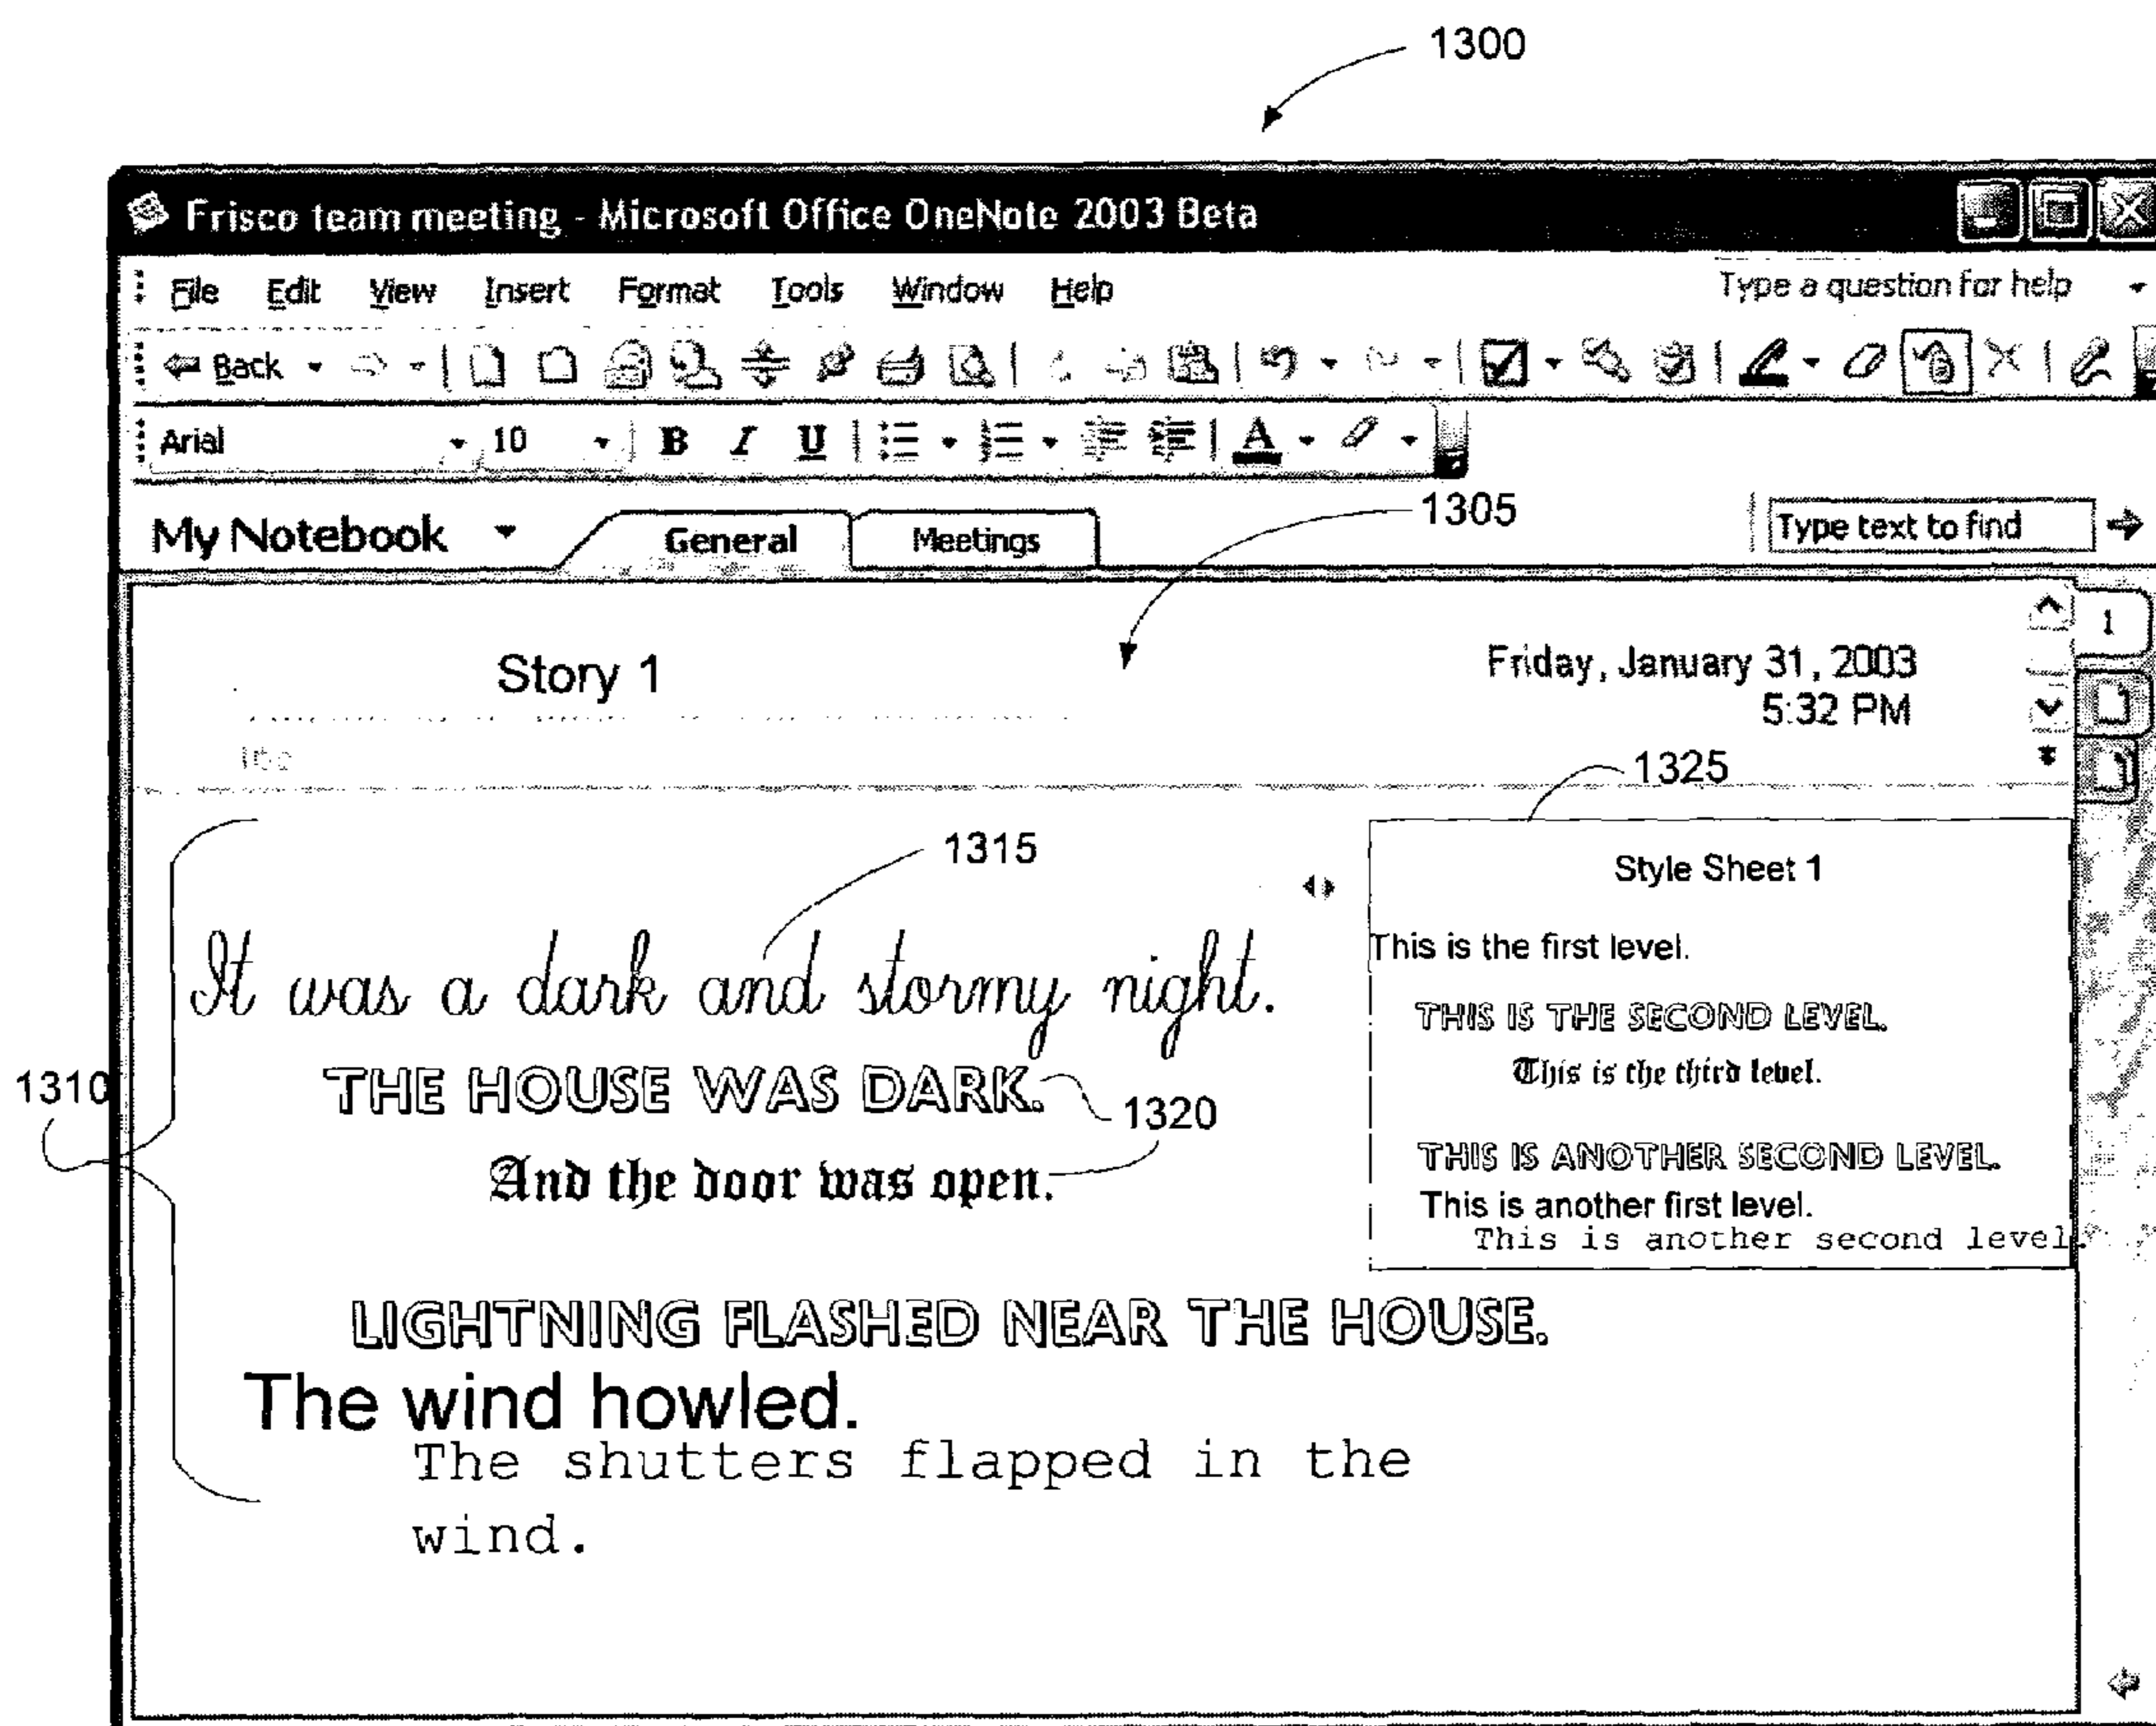 1300
Frisco team meeting - Microsoft Office OneNote 2003 Beta
File Edit View Insert Format Tools Window Help Type a question for help
Back
Arial 10 B I U A
1305
My Notebook General Meetings Type text to find
Story 1
Friday, January 31, 2003
5:32 PM
1
1325
1315
Style Sheet 1
It was a dark and stormy night.
This is the first level.
THIS IS THE SECOND LEVEL.
This is the third level.
THE HOUSE WAS DARK.
1310
1320
And the door was open.
THIS IS ANOTHER SECOND LEVEL.
This is another first level.
This is another second level.
LIGHTNING FLASHED NEAR THE HOUSE.
The wind howled.
The shutters flapped in the
wind.